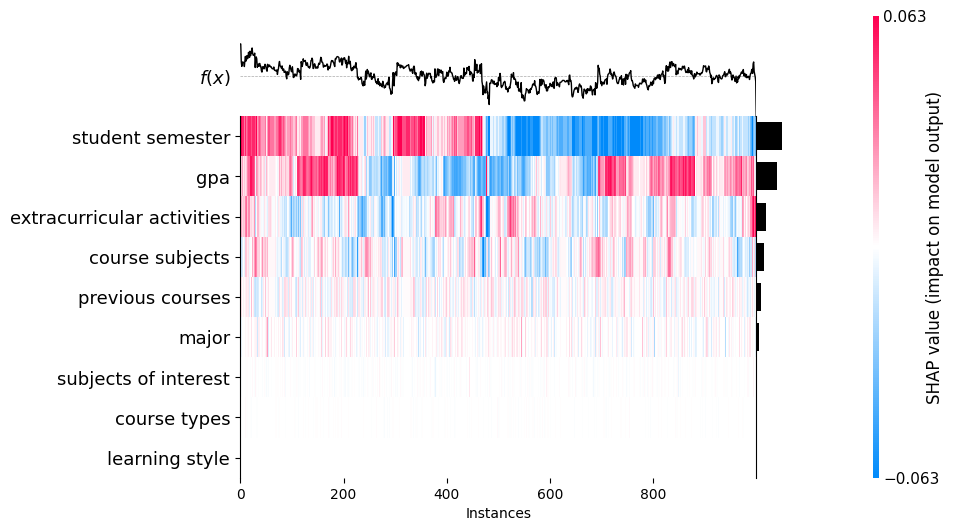 0.063
f(x)
student semester
gpa
extracurricular activities
course subjects
previous courses
major
subjects of interest
course types
learning style
0 200 400 600 800
Instances
SHAP value (impact on model output)
−0.063